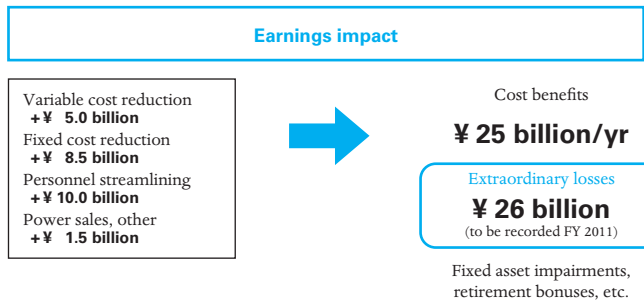 Earnings impact
Variable cost reduction
+¥ 5.0 billion
Fixed cost reduction
+¥ 8.5 billion
Personnel streamlining
+¥ 10.0 billion
Power sales, other
+¥ 1.5 billion
Cost benefits
¥ 25 billion/yr
Extraordinary losses
¥ 26 billion
(to be recorded FY 2011)
Fixed asset impairments,
retirement bonuses, etc.